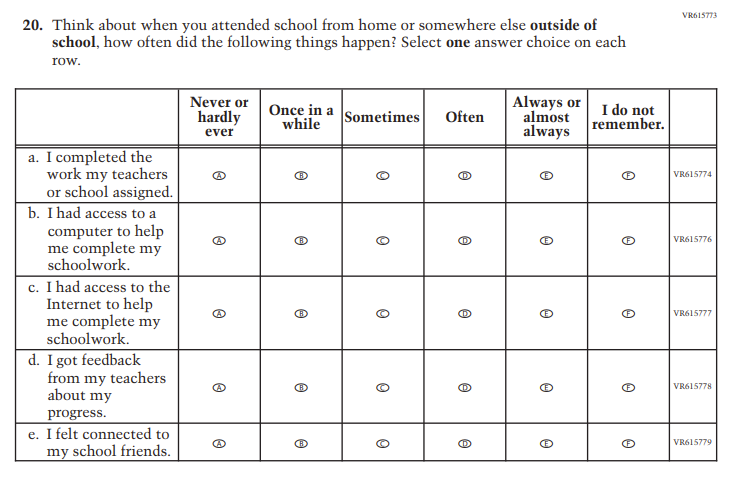 VR615773
20. Think about when you attended school from home or somewhere else outside of
school, how often did the following things happen? Select one answer choice on each
row.
Never or
hardly
ever
Once in a
while
Sometimes
Often
Always or
almost
always
I do not
remember.
a. I completed the
work my teachers
or school assigned.
A B C D E F VR615774
b. I had access to a
computer to help
me complete my
schoolwork.
A B C D E F VR615776
c. I had access to the
Internet to help
me complete my
schoolwork.
A B C D E F VR615777
d. I got feedback
from my teachers
about my
progress.
A B C D E F VR615778
e. I felt connected to
my school friends.
A B C D E F VR615779